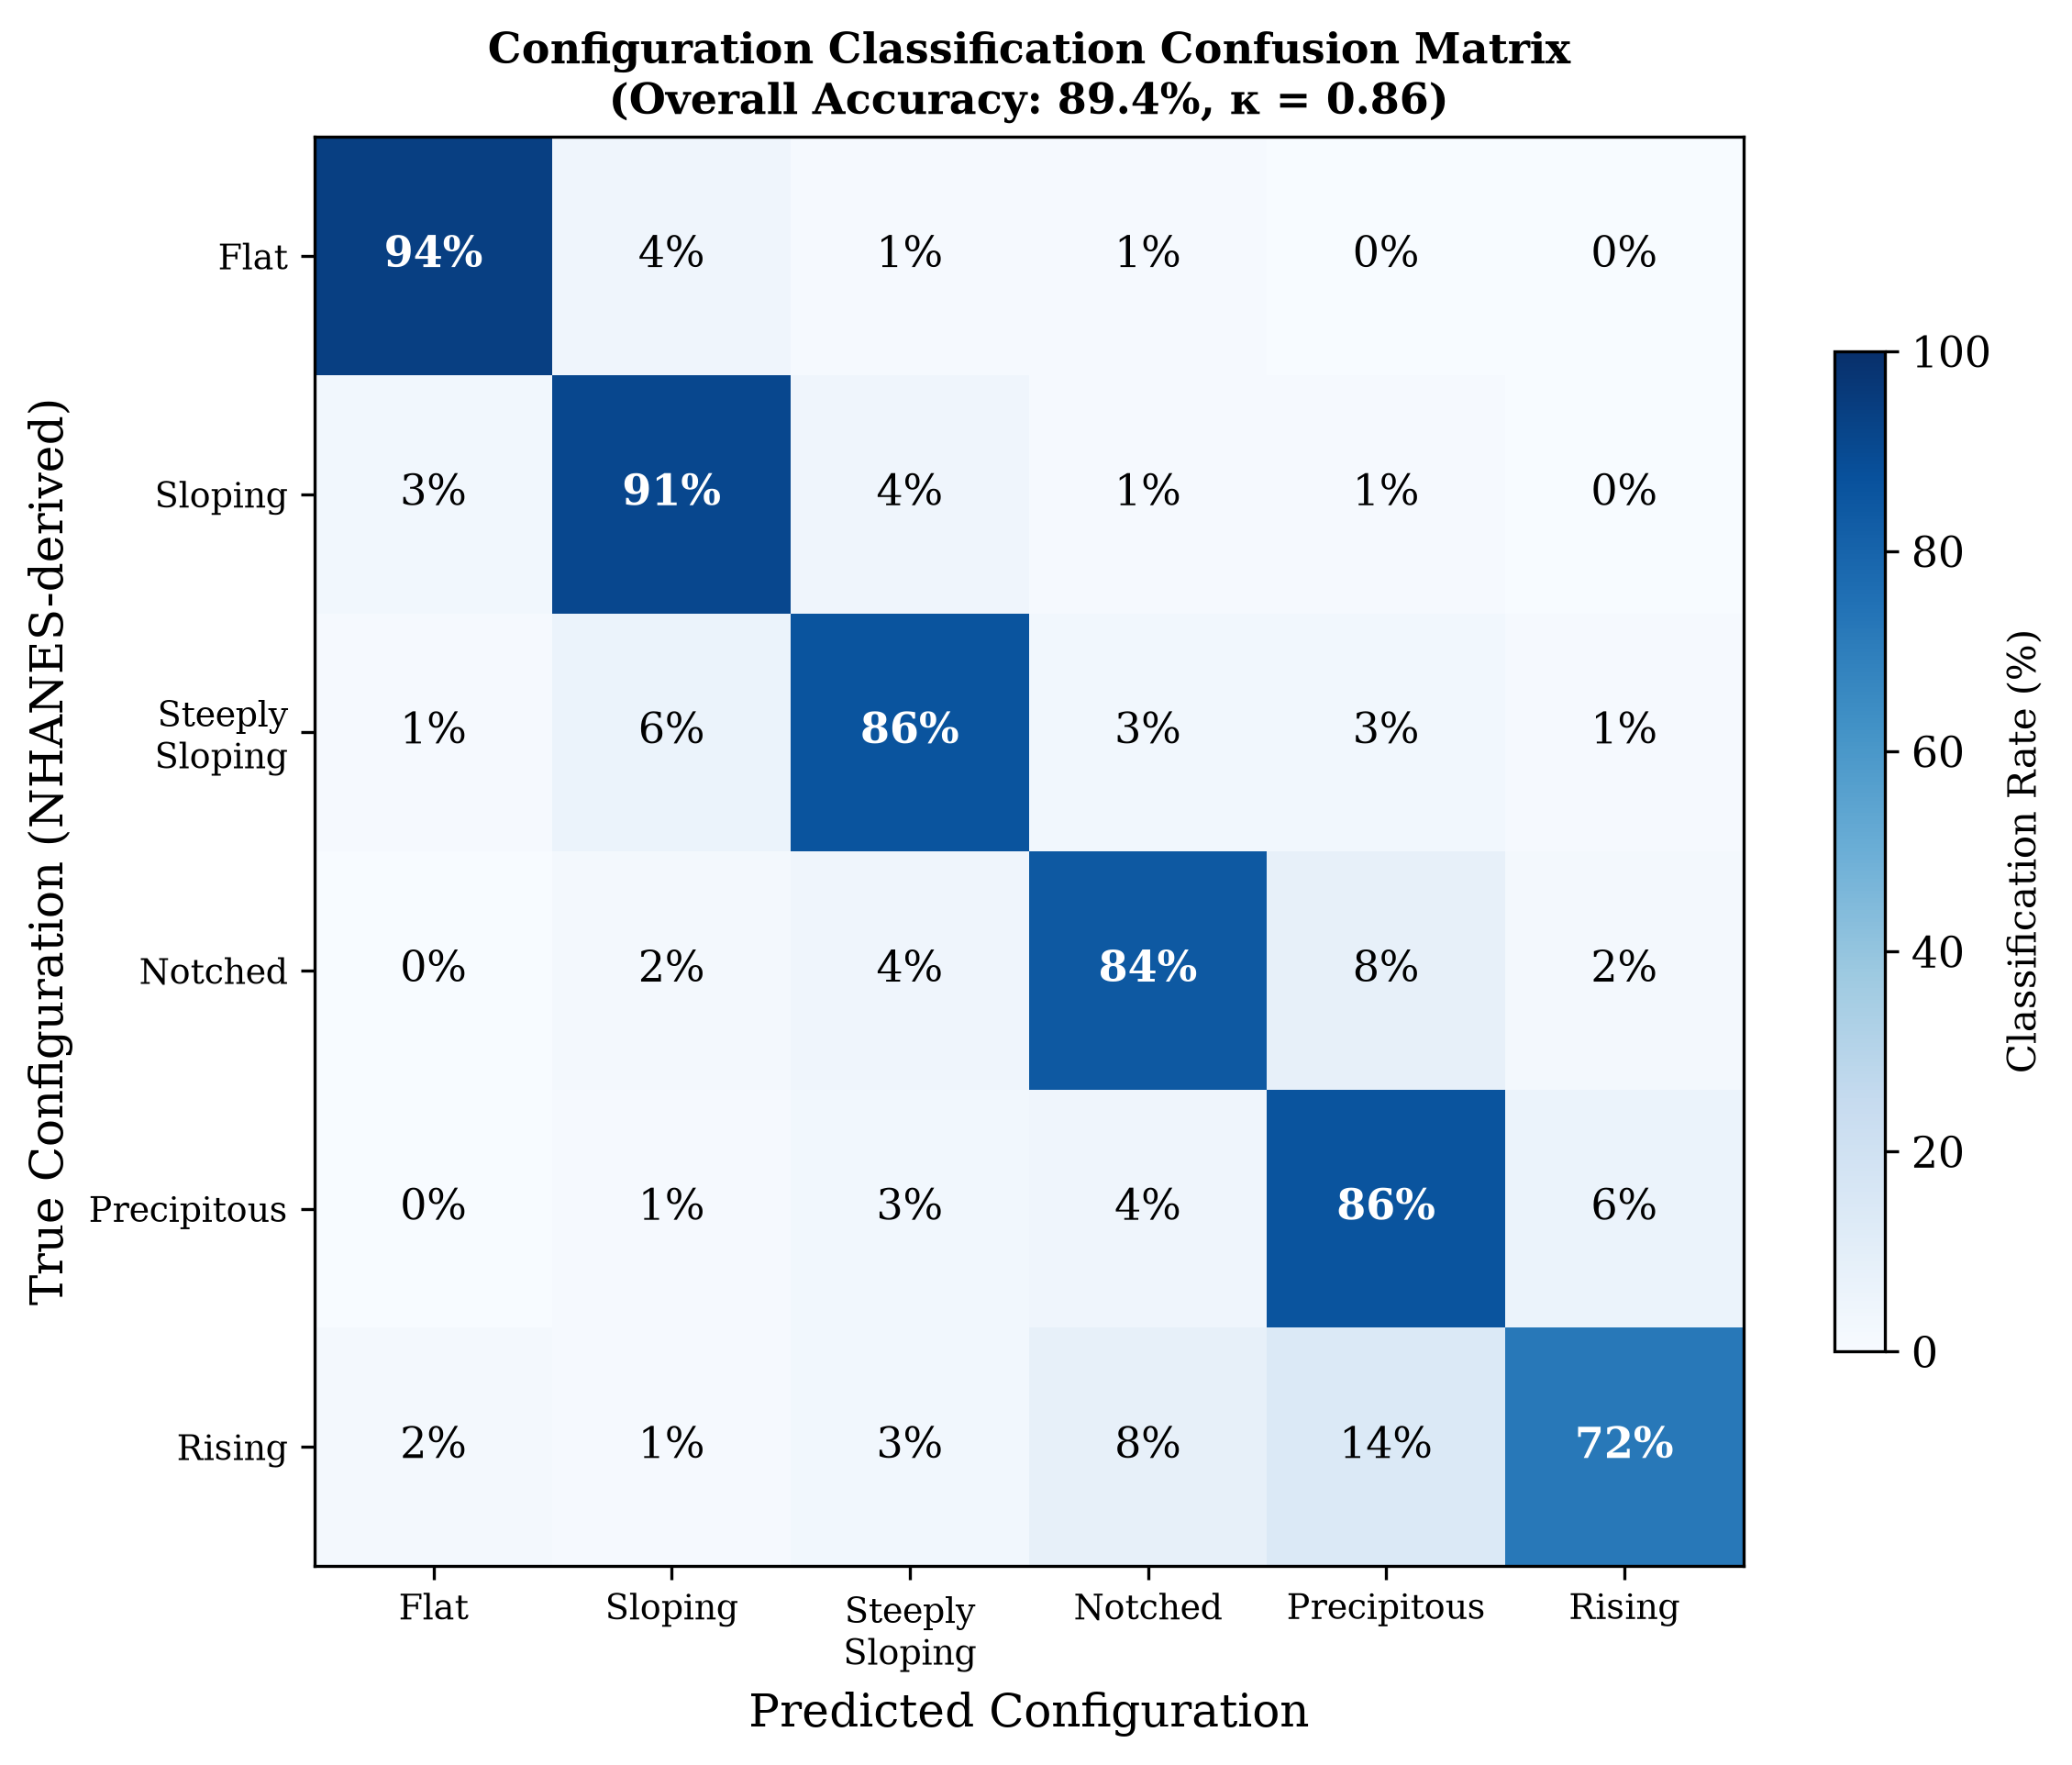 Configuration Classification Confusion Matrix
(Overall Accuracy: 89.4%, κ = 0.86)
True Configuration (NHANES-derived)
Flat 94% 4% 1% 1% 0% 0%
Sloping 3% 91% 4% 1% 1% 0%
Steeply
Sloping 1% 6% 86% 3% 3% 1%
Notched 0% 2% 4% 84% 8% 2%
Precipitous 0% 1% 3% 4% 86% 6%
Rising 2% 1% 3% 8% 14% 72%
Flat Sloping Steeply Notched Precipitous Rising
Sloping
Predicted Configuration
100
80
60
40
20
0
Classification Rate (%)